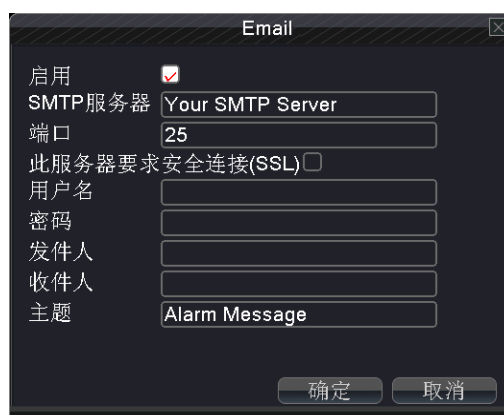 Email
启用
SMTP服务器 Your SMTP Server
端口 25
此服务器要求安全连接(SSL)
用户名
密码
发件人
收件人
主题 Alarm Message
确定 取消